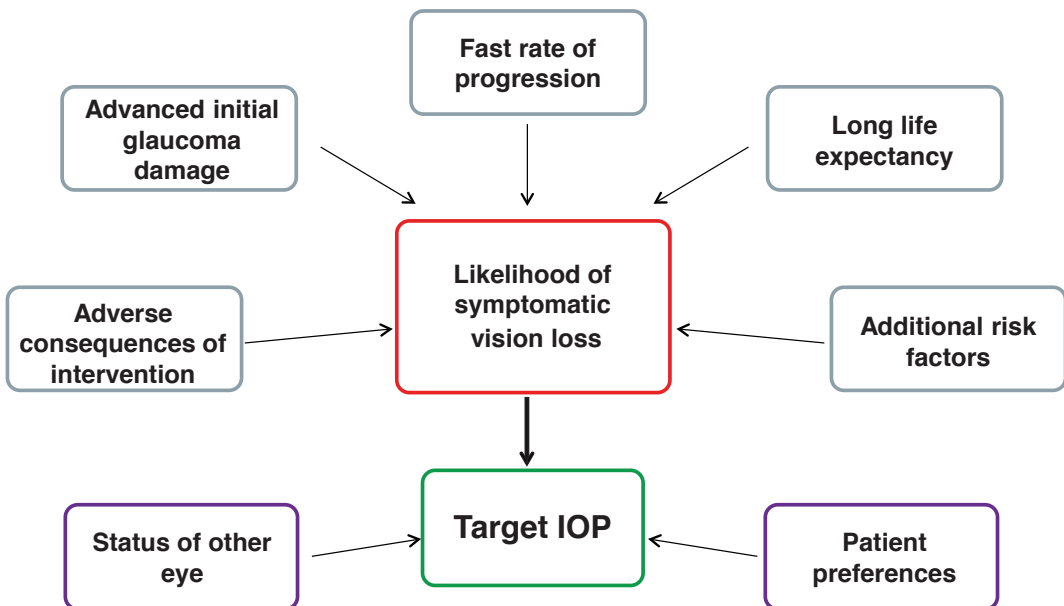 Fast rate of
progression
Advanced initial
glaucoma
damage
Long life
expectancy
Likelihood of
symptomatic
vision loss
Adverse
consequences of
intervention
Additional risk
factors
Target IOP
Status of other
eye
Patient
preferences